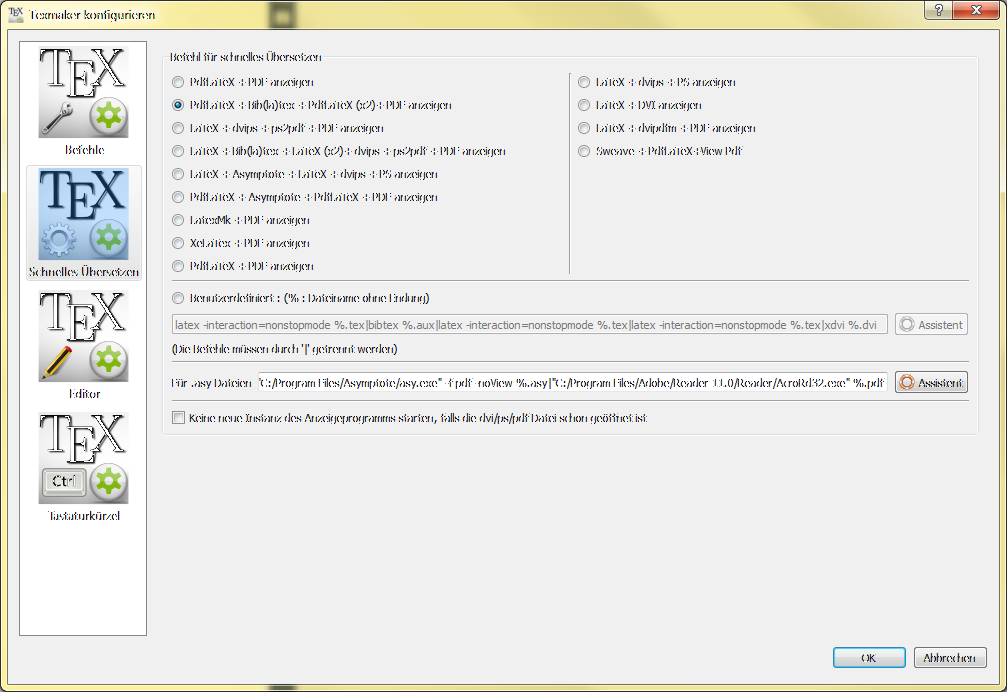 TEX Texmaker konfigurieren
?
TEX
Befehle
TEX
Schnelles Übersetzen
TEX
Editor
TEX
Ctrl
Tastaturkürzel
Befehl für schnelles Übersetzen
PdfLaTeX + PDF anzeigen
PdfLaTeX + Bib(la)tex + PdfLaTeX (x2)+ PDF anzeigen
LaTeX + dvips + ps2pdf + PDF anzeigen
LaTeX + Bib(la)tex + LaTeX (x2)+ dvips + ps2pdf + PDF anzeigen
LaTeX + Asymptote + LaTeX + dvips + PS anzeigen
PdfLaTeX + Asymptote + PdfLaTeX + PDF anzeigen
LatexMk + PDF anzeigen
XeLaTex + PDF anzeigen
PdfLaTeX + PDF anzeigen
LaTeX + dvips + PS anzeigen
LaTeX + DVI anzeigen
LaTeX + dvipdfm + PDF anzeigen
Sweave + PdfLaTeX+View Pdf
Benutzerdefiniert : (% : Dateiname ohne Endung)
latex -interaction=nonstopmode %.tex|bibtex %.aux|latex -interaction=nonstopmode %.tex|latex -interaction=nonstopmode %.tex|xdvi %.dvi Assistent
(Die Befehle müssen durch '|' getrennt werden)
Für .asy Dateien "C:/Program Files/Asymptote/asy.exe" -f pdf -noView %.asy|"C:/Program Files/Adobe/Reader 11.0/Reader/AcroRd32.exe" %.pdf Assistent
Keine neue Instanz des Anzeigeprogramms starten, falls die dvi/ps/pdf Datei schon geöffnet ist
OK Abbrechen